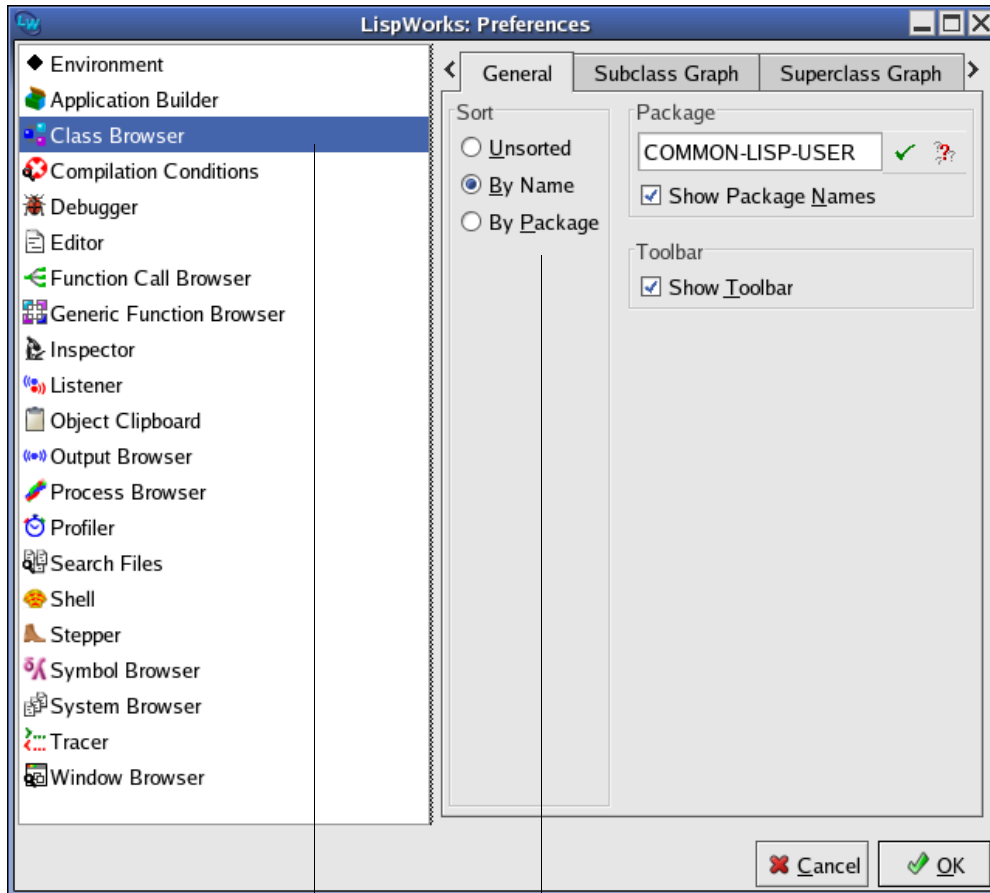 LW
LispWorks: Preferences
Environment
Application Builder
Class Browser
Compilation Conditions
Debugger
Editor
Function Call Browser
Generic Function Browser
Inspector
Listener
Object Clipboard
Output Browser
Process Browser
Profiler
Search Files
Shell
Stepper
Symbol Browser
System Browser
Tracer
Window Browser
General
Subclass Graph
Superclass Graph
Sort
Unsorted
By Name
By Package
Package
COMMON-LISP-USER
Show Package Names
Toolbar
Show Toolbar
Cancel
OK